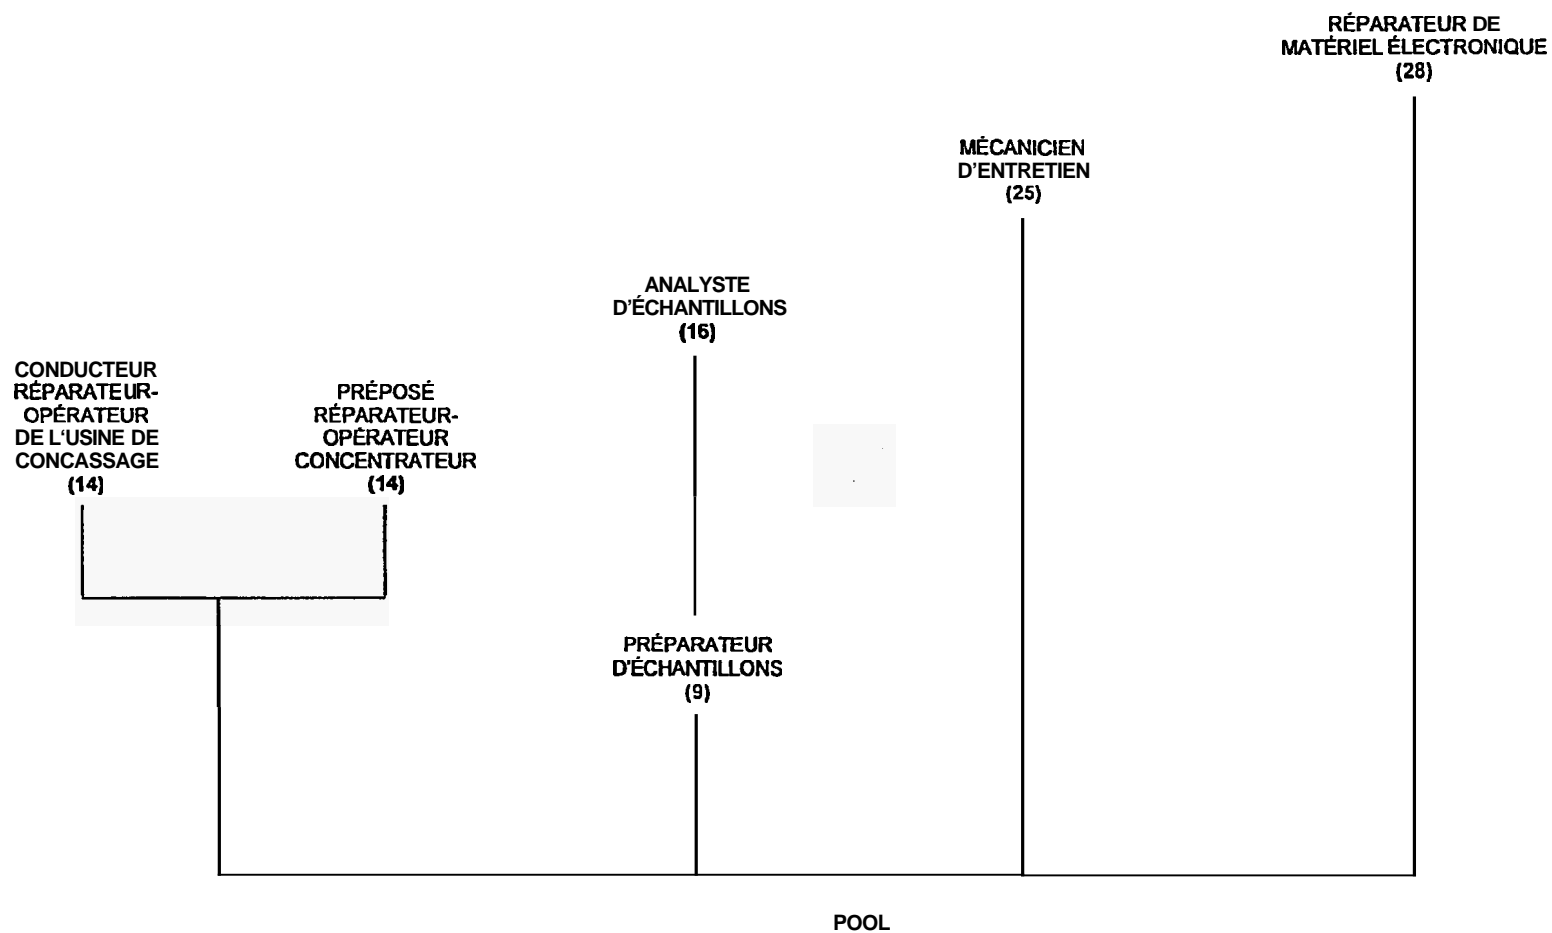 RÉPARATEUR DE
MATÉRIEL ÉLECTRONIQUE
(28)
MÉCANICIEN
D'ENTRETIEN
(25)
ANALYSTE
D'ÉCHANTILLONS
(16)
CONDUCTEUR
RÉPARATEUR-
OPÉRATEUR
DE L'USINE DE
CONCASSAGE
(14)
PRÉPOSÉ
RÉPARATEUR-
OPÉRATEUR
CONCENTRATEUR
(14)
PRÉPARATEUR
D'ÉCHANTILLONS
(9)
POOL